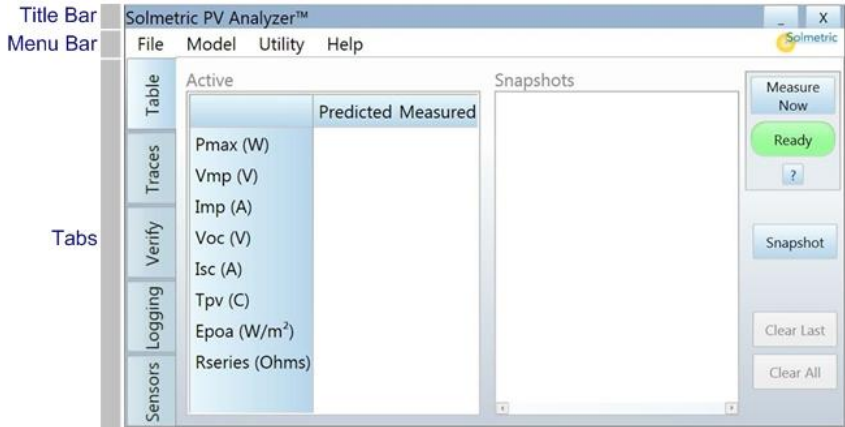 Title Bar
Solmetric PV Analyzer™
_ X
Menu Bar
File Model Utility Help
Solmetric
Tabs
Table
Traces
Verify
Logging
Sensors
Active
Predicted Measured
Pmax (W)
Vmp (V)
Imp (A)
Voc (V)
Isc (A)
Tpv (C)
Epoa (W/m²)
Rseries (Ohms)
Snapshots
Measure
Now
Ready
?
Snapshot
Clear Last
Clear All